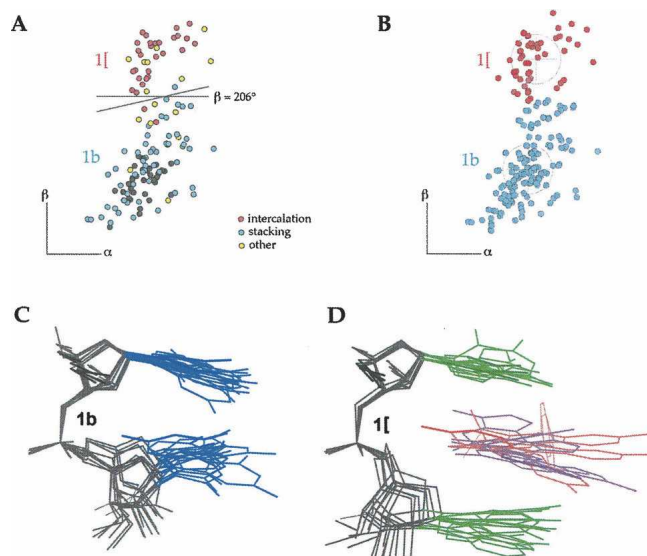 A
1[
β = 206°
1b
β
α
intercalation
stacking
other
B
1[
1b
β
α
C
1b
D
1[